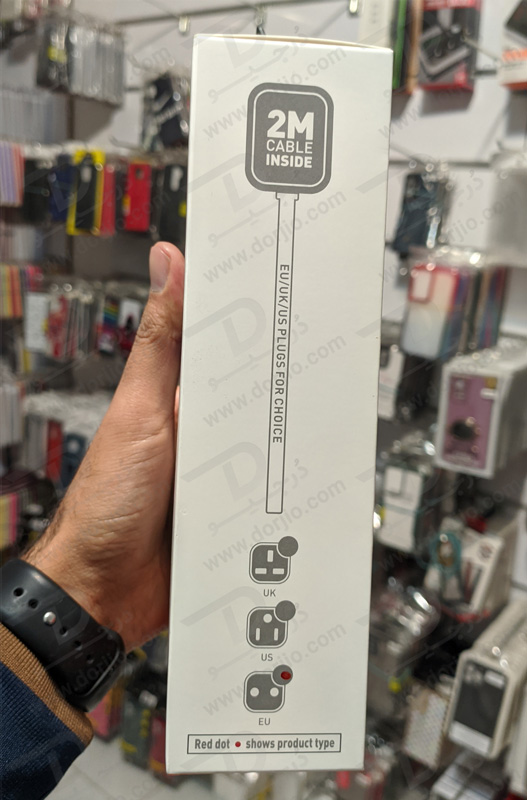 2M
CABLE
INSIDE
EU/UK/US PLUGS FOR CHOICE
UK
US
EU
Red dot • shows product type
www.dorjio.com